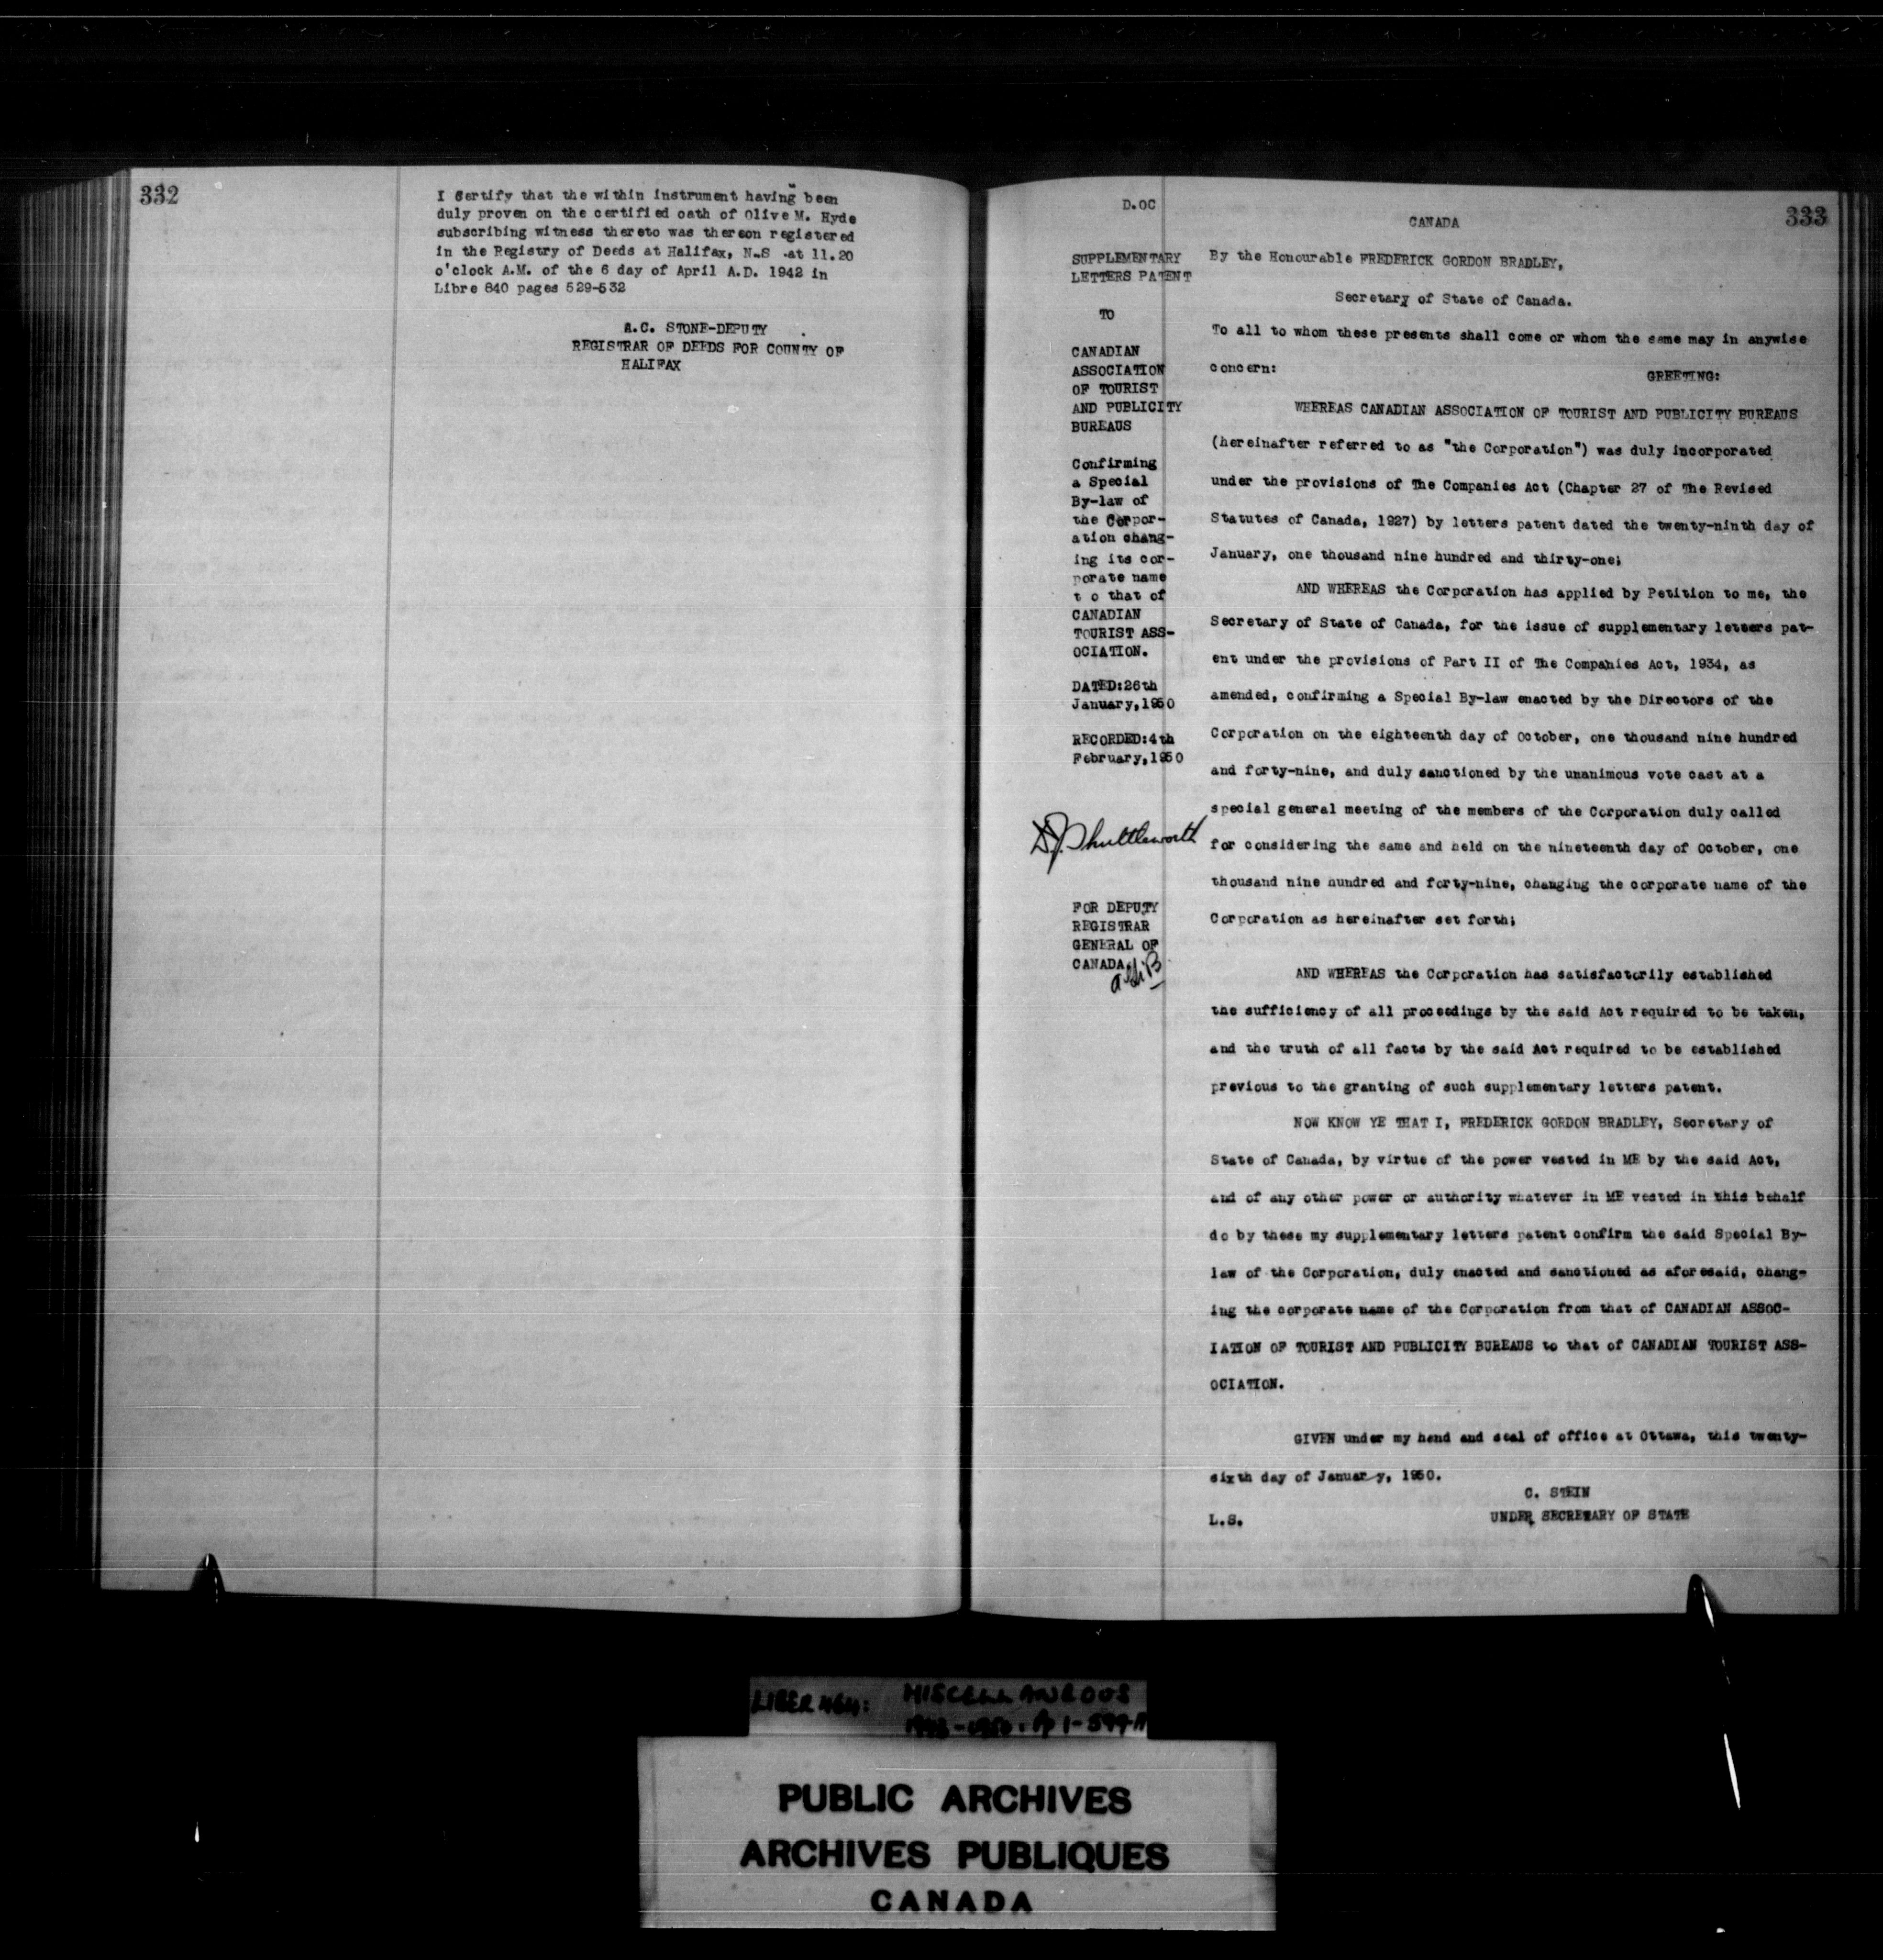 332
I Certify that the within instrument having been
duly proven on the certified oath of Olive M. Hyde
subscribing witness thereto was thereon registered
in the Registry of Deeds at Halifax, N.S .at 11.20
o'clock A.M. of the 6 day of April A.D. 1942 in
Libre 840 pages 529-532
A.C. STONE-DEPUTY
REGISTRAR OF DEEDS FOR COUNTY OF
HALIFAX
333
D.OC
SUPPLEMENTARY
LETTERS PATENT
TO
CANADIAN
ASSOCIATION
OF TOURIST
AND PUBLICITY
BUREAUS
Confirming
a Special
By-law of
the Corpor-
ation chang-
ing its cor-
porate name
t o that of
CANADIAN
TOURIST ASS-
OCIATION.
DATED:26th
January,1950
RECORDED:4th
February,1950
D.J. Shuttleworth
FOR DEPUTY
REGISTRAR
GENERAL OF
CANADA.
CANADA
By the Honourable FREDERICK GORDON BRADLEY,
Secretary of State of Canada.
To all to whom these presents shall come or whom the same may in anywise
concern:
GREETING:
WHEREAS CANADIAN ASSOCIATION OF TOURIST AND PUBLICITY BUREAUS
(hereinafter referred to as "the Corporation") was duly incorporated
under the provisions of The Companies Act (Chapter 27 of The Revised
Statutes of Canada, 1927) by letters patent dated the twenty-ninth day of
January, one thousand nine hundred and thirty-one;
AND WHEREAS the Corporation has applied by Petition to me, the
Secretary of State of Canada, for the issue of supplementary letters pat-
ent under the provisions of Part II of The Companies Act, 1934, as
amended, confirming a Special By-law enacted by the Directors of the
Corporation on the eighteenth day of October, one thousand nine hundred
and forty-nine, and duly sanctioned by the unanimous vote cast at a
special general meeting of the members of the Corporation duly called
for considering the same and held on the nineteenth day of October, one
thousand nine hundred and forty-nine, changing the corporate name of the
Corporation as hereinafter set forth;
AND WHEREAS the Corporation has satisfactorily established
the sufficiency of all proceedings by the said Act required to be taken,
and the truth of all facts by the said Act required to be established
previous to the granting of such supplementary letters patent.
NOW KNOW YE THAT I, FREDERICK GORDON BRADLEY, Secretary of
State of Canada, by virtue of the power vested in ME by the said Act,
and of any other power or authority whatever in ME vested in this behalf
do by these my supplementary letters patent confirm the said Special By-
law of the Corporation, duly enacted and sanctioned as aforesaid, chang-
ing the corporate name of the Corporation from that of CANADIAN ASSOC-
IATION OF TOURIST AND PUBLICITY BUREAUS to that of CANADIAN TOURIST ASS-
OCIATION.
GIVEN under my hand and seal of office at Ottawa, this twenty-
sixth day of January, 1950.
C. STEIN
L.S. UNDER SECRETARY OF STATE
LIBER 464: MISCELLANEOUS
PUBLIC ARCHIVES
ARCHIVES PUBLIQUES
CANADA